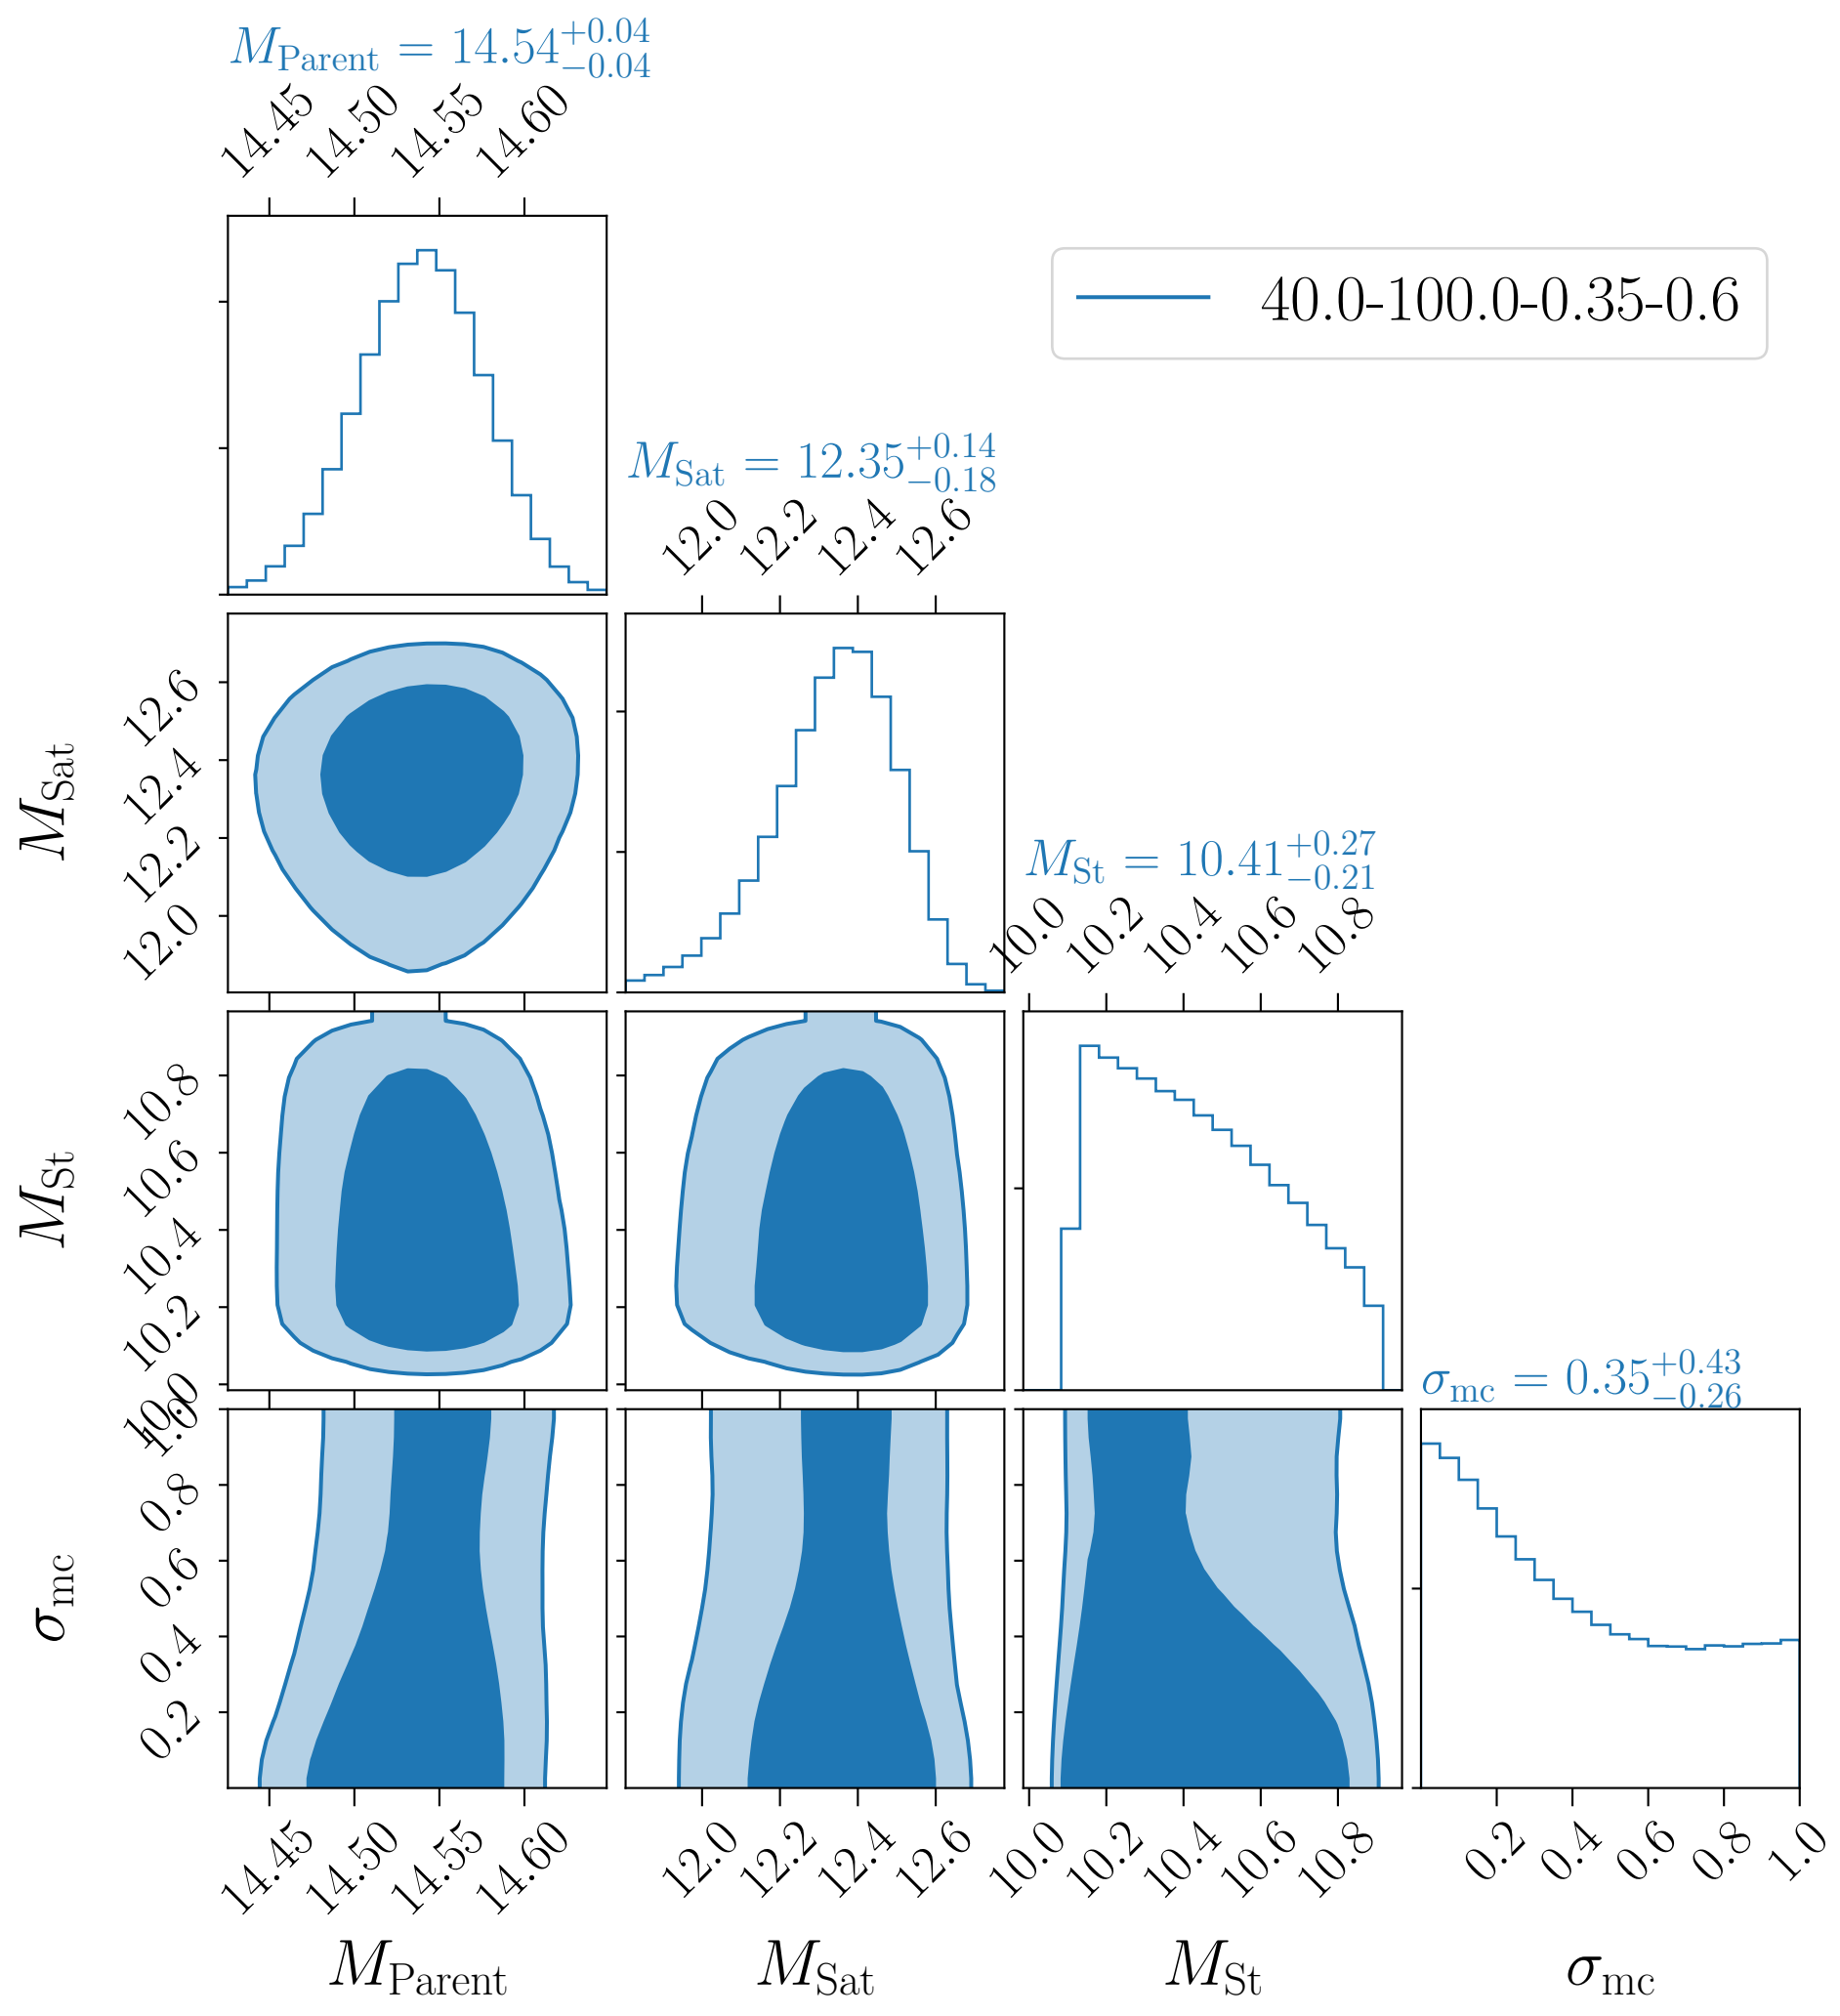 M_Parent = 14.54^{+0.04}_{−0.04}
14.45 14.50 14.55 14.60
40.0-100.0-0.35-0.6
M_Sat = 12.35^{+0.14}_{−0.18}
12.0 12.2 12.4 12.6
M_Sat
12.6
12.4
12.2
12.0
M_St = 10.41^{+0.27}_{−0.21}
10.0 10.2 10.4 10.6 10.8
M_St
10.8
10.6
10.4
10.2
10.0
σ_mc = 0.35^{+0.43}_{−0.26}
σ_mc
1.0
0.8
0.6
0.4
0.2
14.45 14.50 14.55 14.60 12.0 12.2 12.4 12.6 10.0 10.2 10.4 10.6 10.8 0.2 0.4 0.6 0.8 1.0
M_Parent M_Sat M_St σ_mc